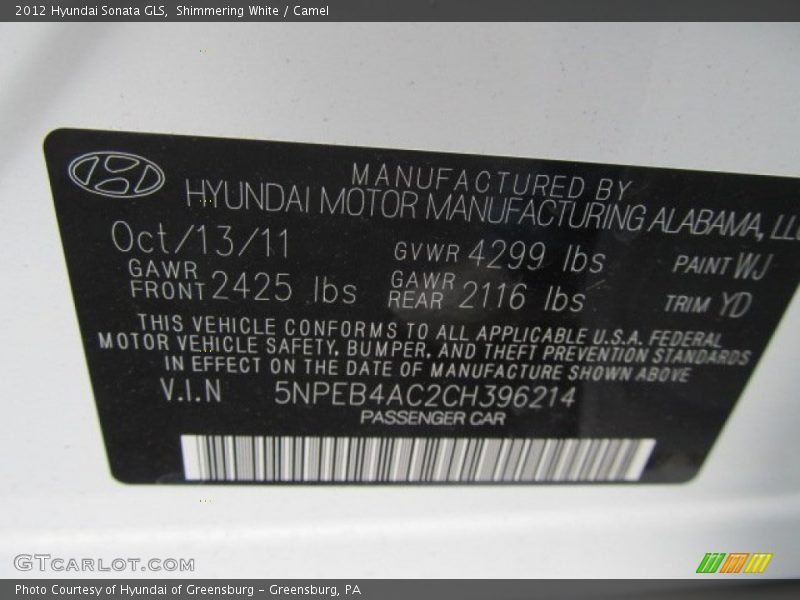 2012 Hyundai Sonata GLS, Shimmering White / Camel
MANUFACTURED BY
HYUNDAI MOTOR MANUFACTURING ALABAMA, LLC
Oct/13/11 GVWR 4299 lbs PAINT WJ
GAWR FRONT 2425 lbs GAWR REAR 2116 lbs TRIM YD
THIS VEHICLE CONFORMS TO ALL APPLICABLE U.S.A. FEDERAL
MOTOR VEHICLE SAFETY, BUMPER, AND THEFT PREVENTION STANDARDS
IN EFFECT ON THE DATE OF MANUFACTURE SHOWN ABOVE
V.I.N 5NPEB4AC2CH396214
PASSENGER CAR
GTCARLOT.COM
Photo Courtesy of Hyundai of Greensburg - Greensburg, PA